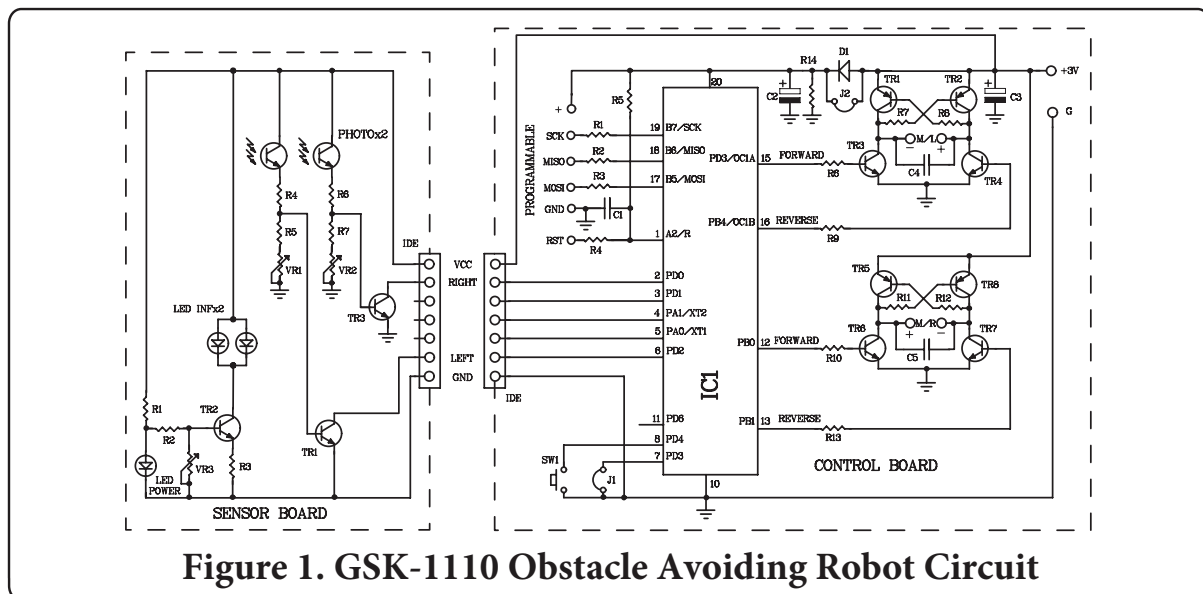 PHOTOx2
R4
R6
R5
R7
VR1
VR2
TR3
LED INFx2
R1
R2
TR2
VR3
R3
TR1
LED
POWER
SENSOR BOARD
IDE
VCC
RIGHT
LEFT
GND
IDE
PROGRAMMABLE
+
SCK
MISO
MOSI
GND
RST
R5
R1
R2
R3
C1
R4
20
19 B7/SCK
18 B6/MISO
17 B5/MOSI
1 A2/R
2 PD0
3 PD1
4 PA1/XT2
5 PA0/XT1
6 PD2
11 PD6
8 PD4
7 PD3
10
IC1
PD3/OC1A 15 FORWARD
PB4/OC1B 16 REVERSE
PB0 12 FORWARD
PB1 13 REVERSE
SW1
J1
C2
+
R14
D1
J2
TR1
TR2
R7
R8
+
C3
+3V
G
TR3
M/L
- +
C4
TR4
R6
R9
TR5
TR8
R11
R12
TR6
M/R
+ -
C5
TR7
R10
R13
CONTROL BOARD
Figure 1. GSK-1110 Obstacle Avoiding Robot Circuit